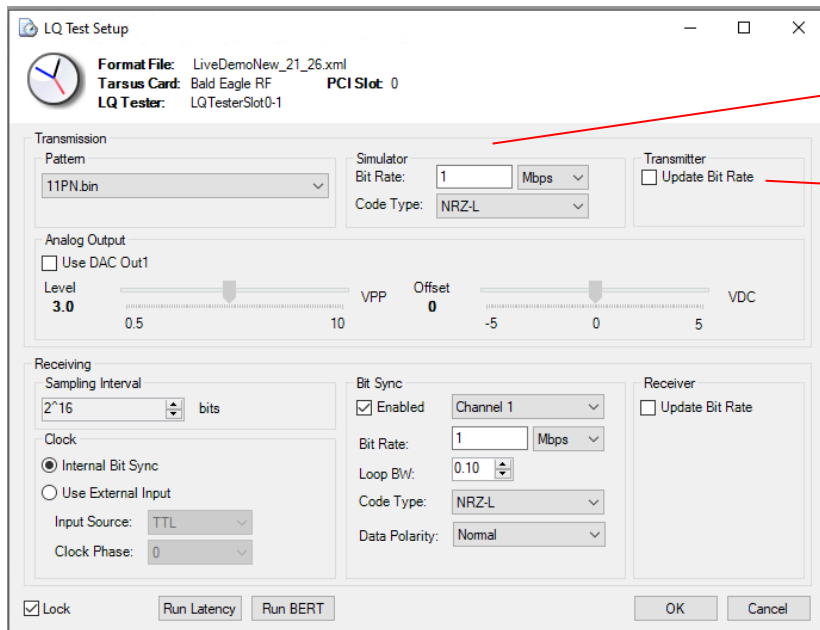 LQ Test Setup
Format File: LiveDemoNew_21_26.xml
Tarsus Card: Bald Eagle RF PCI Slot: 0
LQ Tester: LQTesterSlot0-1
Transmission
Pattern
11PN.bin
Simulator
Bit Rate: 1 Mbps
Code Type: NRZ-L
Transmitter
Update Bit Rate
Analog Output
Use DAC Out1
Level
3.0
0.5 10
VPP
Offset
0
-5 0 5
VDC
Receiving
Sampling Interval
2^16 bits
Clock
Internal Bit Sync
Use External Input
Input Source: TTL
Clock Phase: 0
Bit Sync
Enabled Channel 1
Bit Rate: 1 Mbps
Loop BW: 0.10
Code Type: NRZ-L
Data Polarity: Normal
Receiver
Update Bit Rate
Lock Run Latency Run BERT OK Cancel